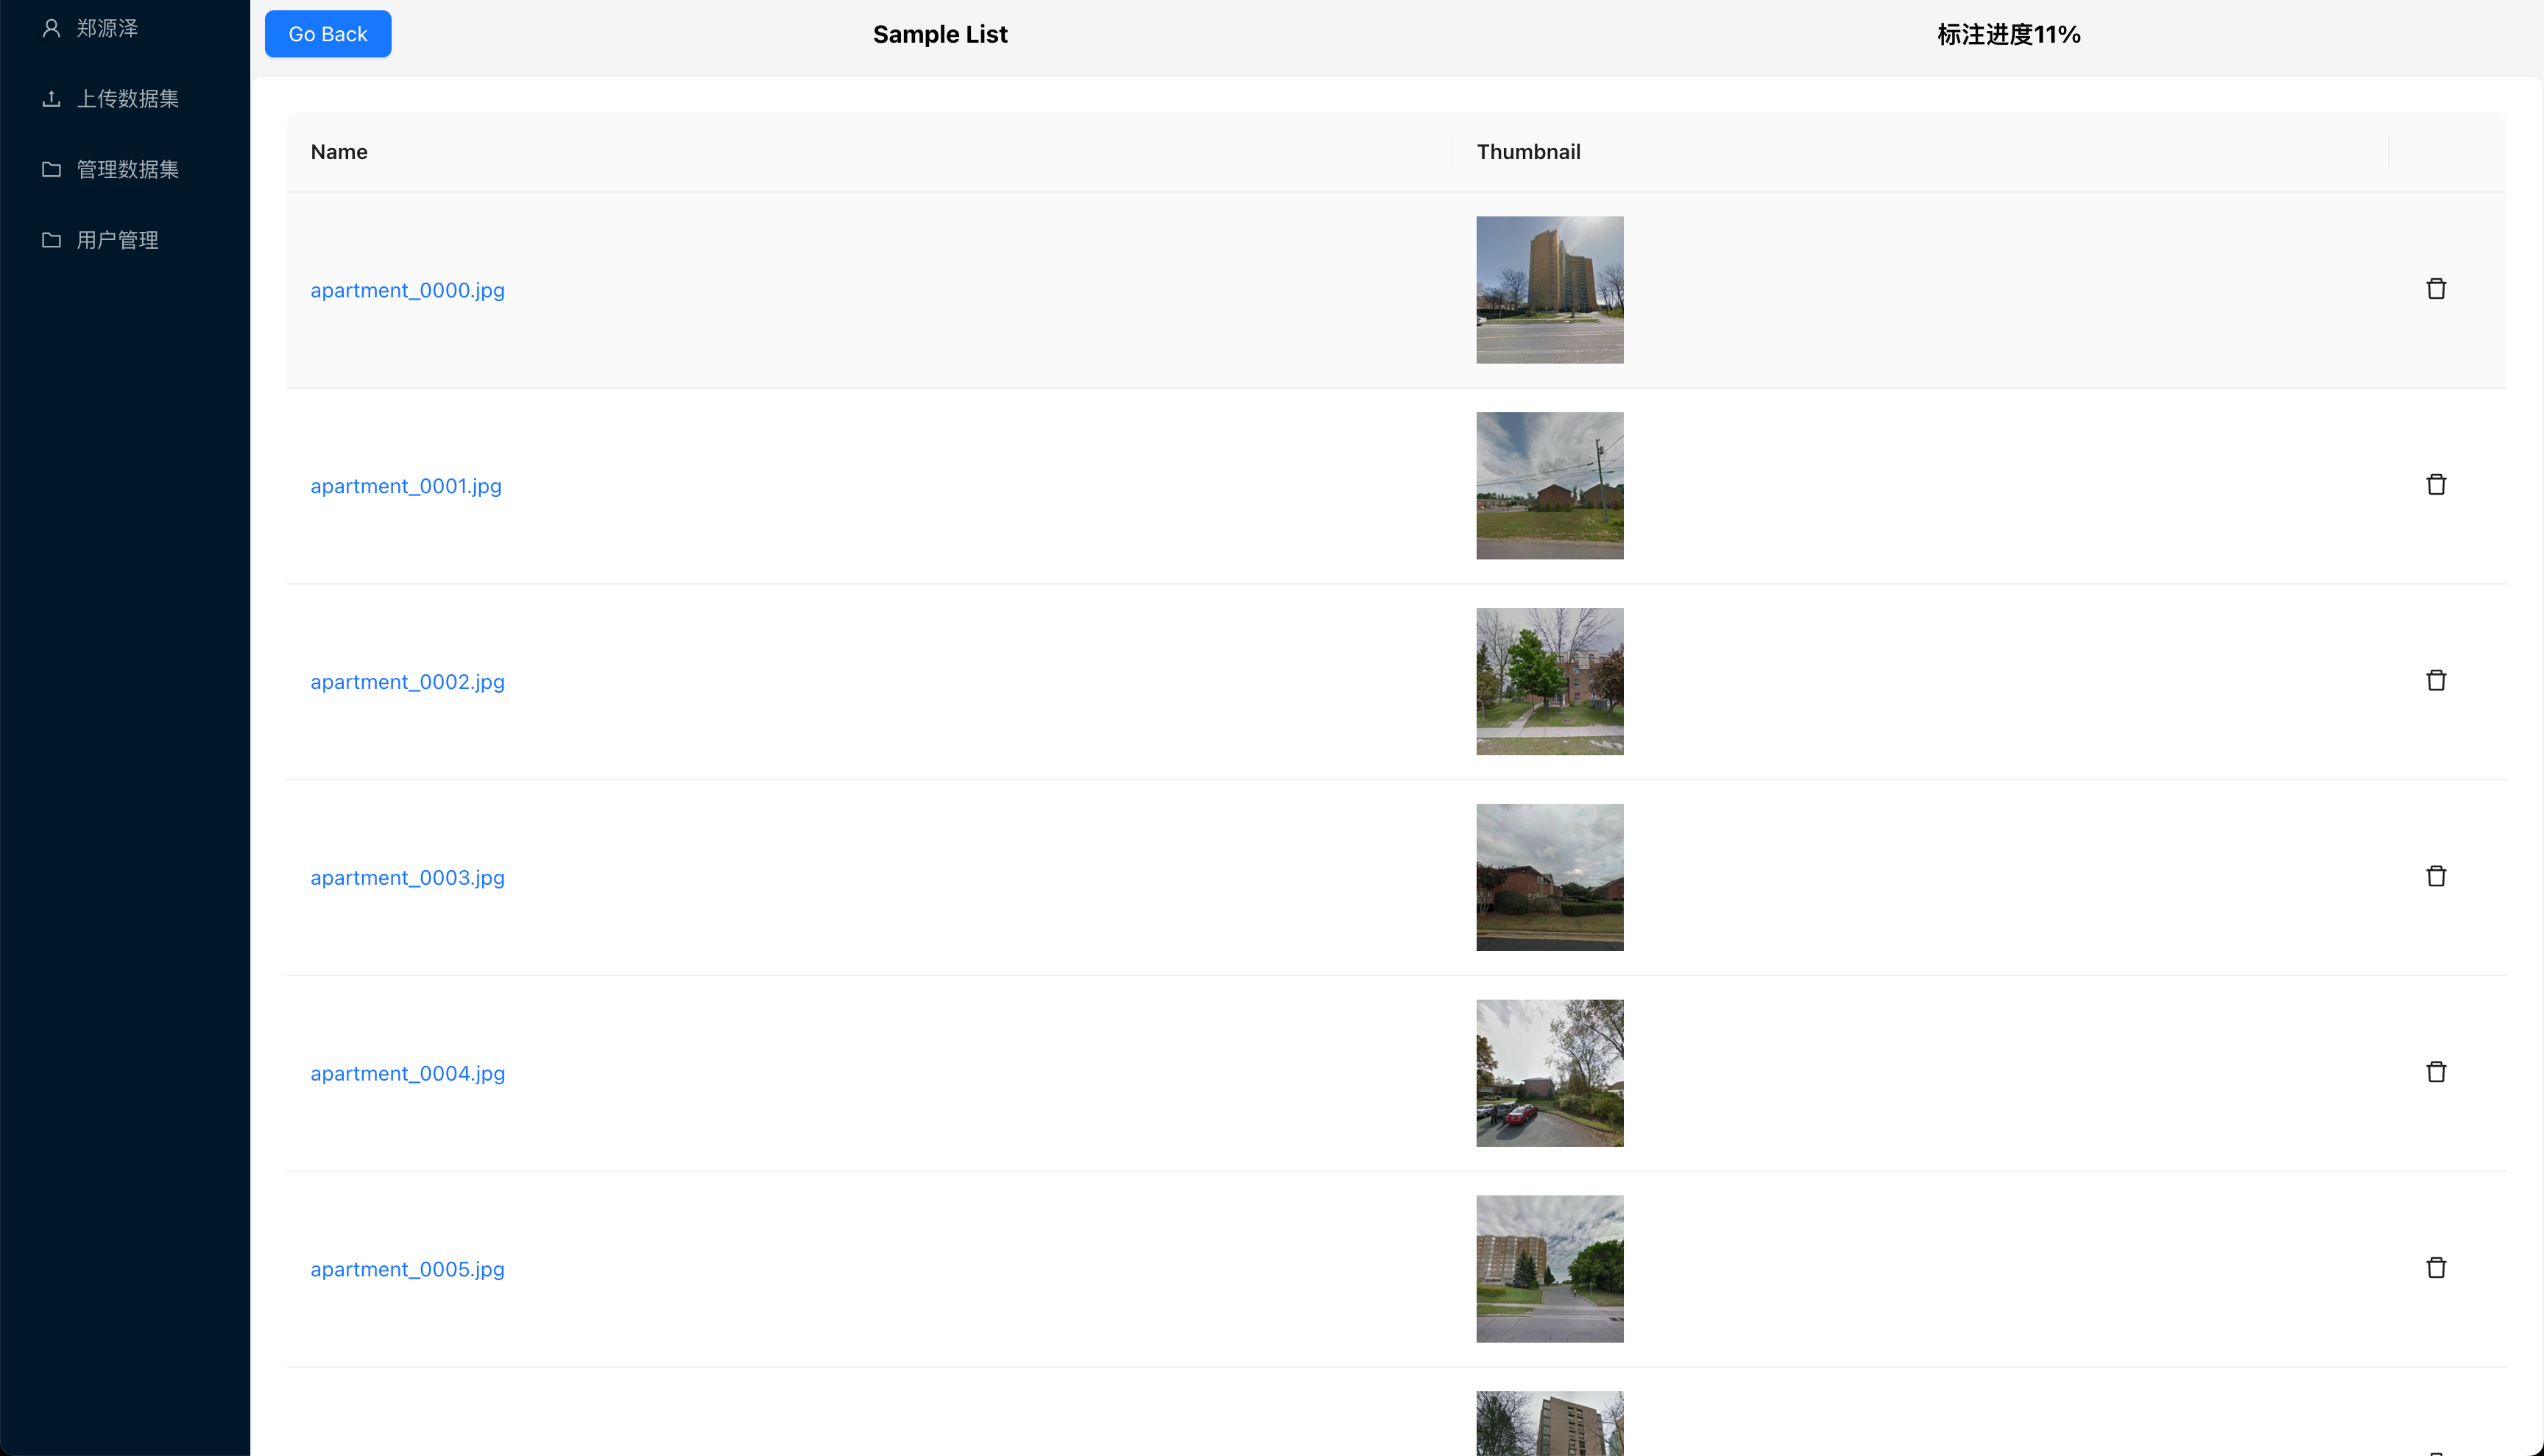 郑源泽
上传数据集
管理数据集
用户管理
Go Back
Sample List
标注进度11%
Name
Thumbnail
apartment_0000.jpg
apartment_0001.jpg
apartment_0002.jpg
apartment_0003.jpg
apartment_0004.jpg
apartment_0005.jpg